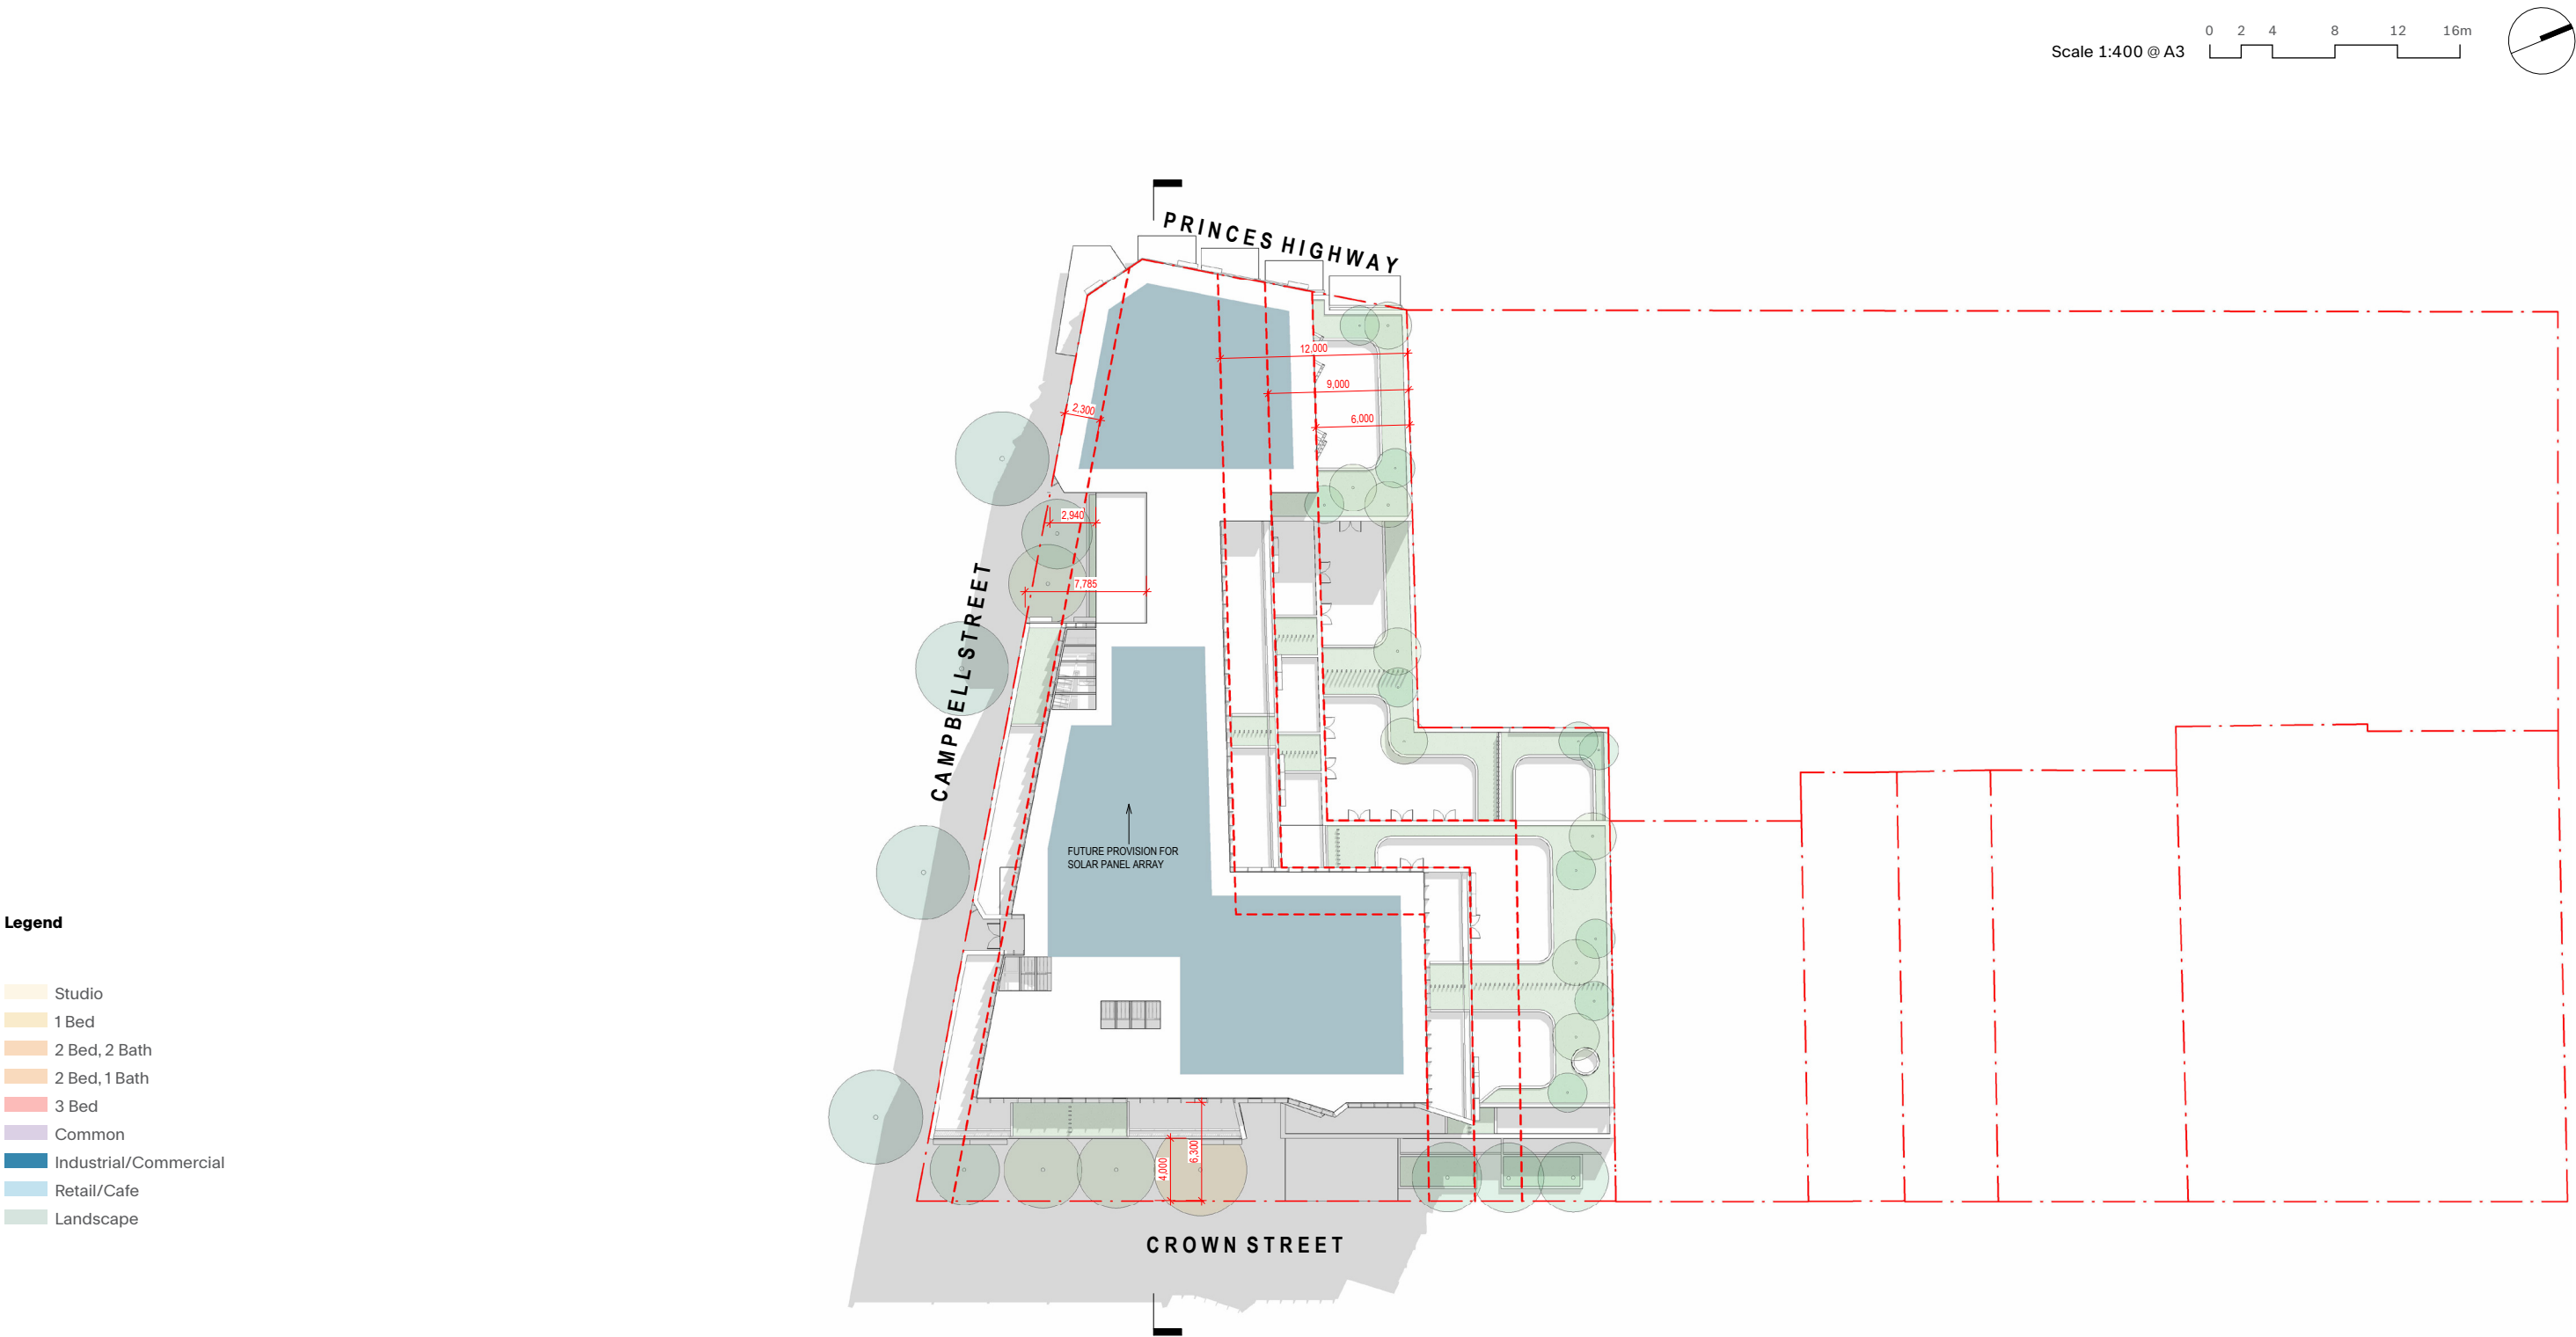 0 2 4 8 12 16m
Scale 1:400 @ A3
PRINCES HIGHWAY
12,000
9,000
6,000
2,300
2,940
7,785
CAMPBELL STREET
FUTURE PROVISION FOR
SOLAR PANEL ARRAY
4,000
6,300
CROWN STREET
Legend
Studio
1 Bed
2 Bed, 2 Bath
2 Bed, 1 Bath
3 Bed
Common
Industrial/Commercial
Retail/Cafe
Landscape